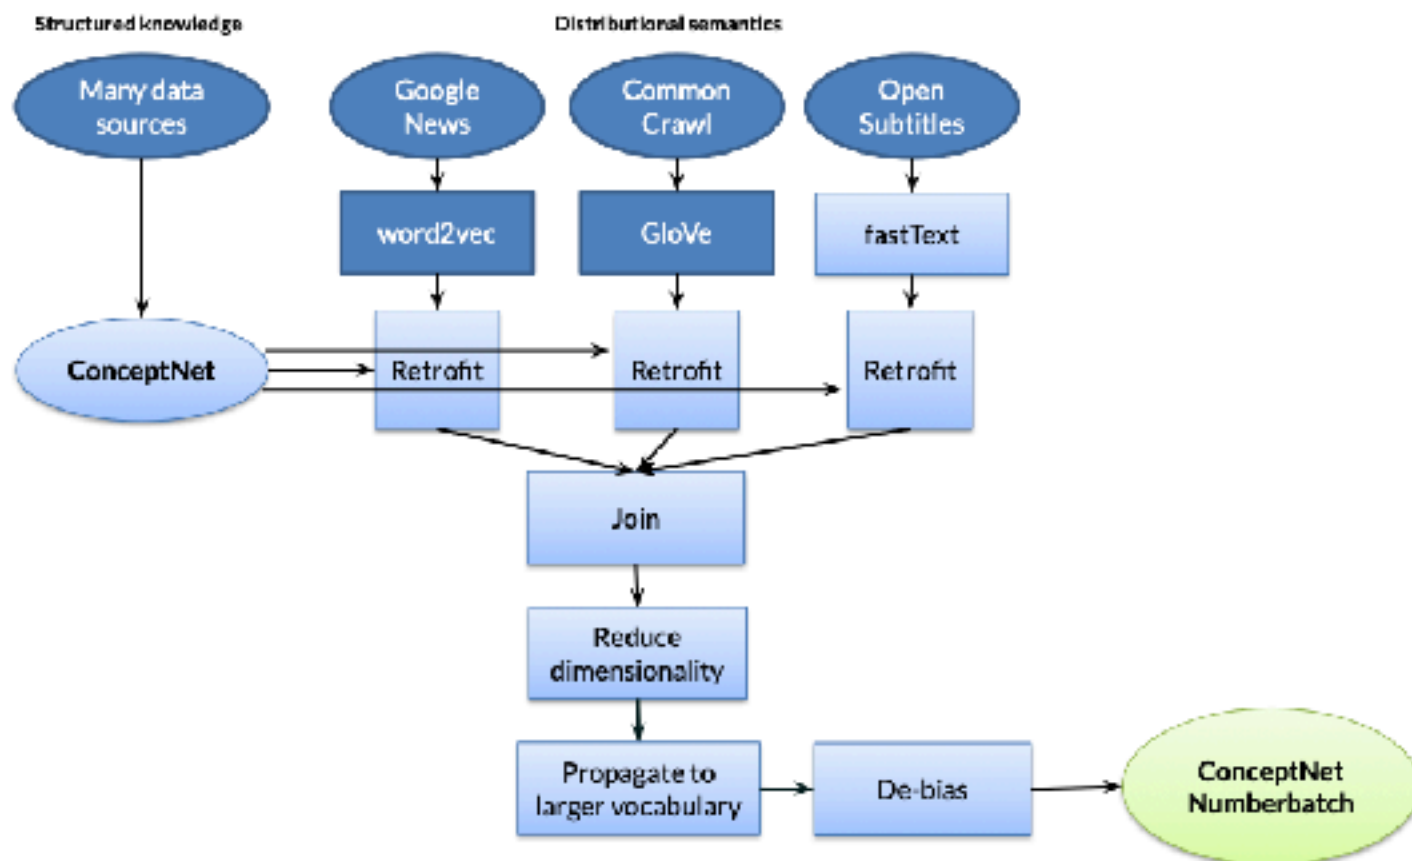 Structured knowledge
Distributional semantics
Many data
sources
Google
News
Common
Crawl
Open
Subtitles
word2vec
GloVe
fastText
ConceptNet
Retrofit
Retrofit
Retrofit
Join
Reduce
dimensionality
Propagate to
larger vocabulary
De-bias
ConceptNet
Numberbatch